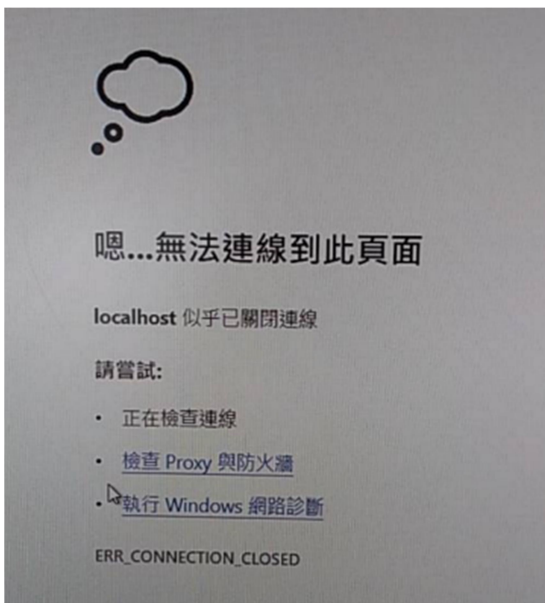 嗯...無法連線到此頁面
localhost 似乎已關閉連線
請嘗試:
• 正在檢查連線
• 檢查 Proxy 與防火牆
• 執行 Windows 網路診斷
ERR_CONNECTION_CLOSED